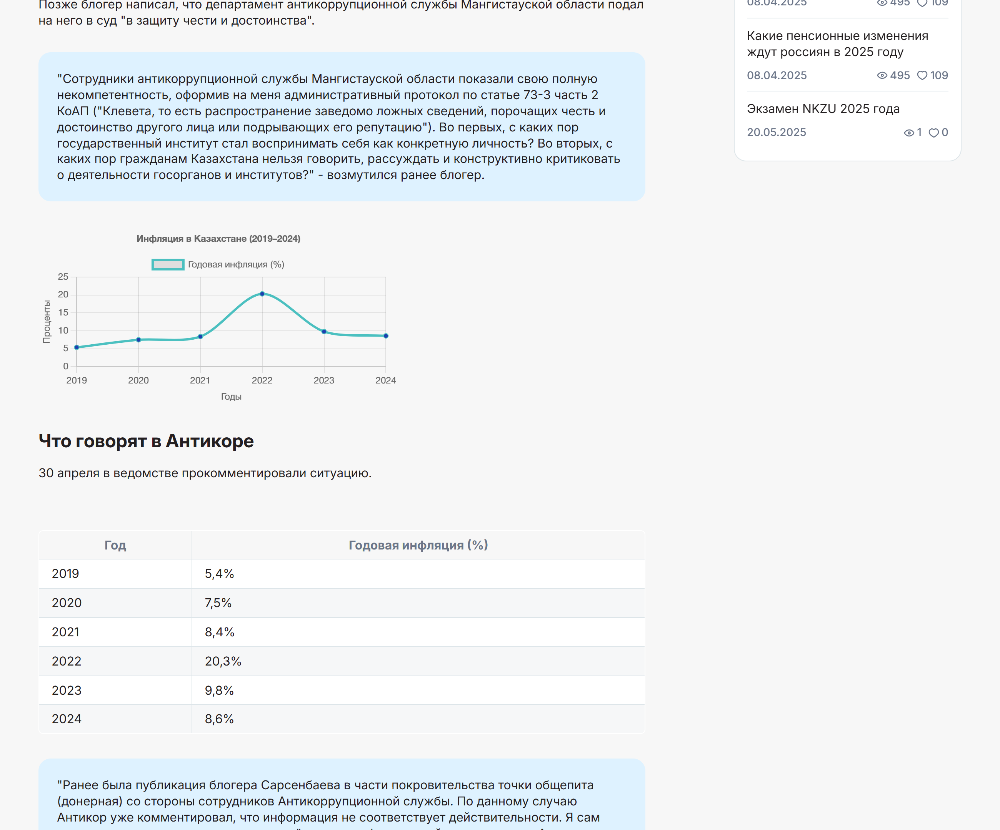 Позже блогер написал, что департамент антикоррупционной службы Мангистауской области подал
на него в суд "в защиту чести и достоинства".
"Сотрудники антикоррупционной службы Мангистауской области показали свою полную
некомпетентность, оформив на меня административный протокол по статье 73-3 часть 2
КоАП ("Клевета, то есть распространение заведомо ложных сведений, порочащих честь и
достоинство другого лица или подрывающих его репутацию"). Во первых, с каких пор
государственный институт стал воспринимать себя как конкретную личность? Во вторых, с
каких пор гражданам Казахстана нельзя говорить, рассуждать и конструктивно критиковать
о деятельности госорганов и институтов?" - возмутился ранее блогер.
Инфляция в Казахстане (2019–2024)
Годовая инфляция (%)
Проценты
25
20
15
10
5
0
2019 2020 2021 2022 2023 2024
Годы
Что говорят в Антикоре
30 апреля в ведомстве прокомментировали ситуацию.
Год Годовая инфляция (%)
2019 5,4%
2020 7,5%
2021 8,4%
2022 20,3%
2023 9,8%
2024 8,6%
"Ранее была публикация блогера Сарсенбаева в части покровительства точки общепита
(донерная) со стороны сотрудников Антикоррупционной службы. По данному случаю
Антикор уже комментировал, что информация не соответствует действительности. Я сам
08.04.2025 495 109
Какие пенсионные изменения
ждут россиян в 2025 году
08.04.2025 495 109
Экзамен NKZU 2025 года
20.05.2025 1 0